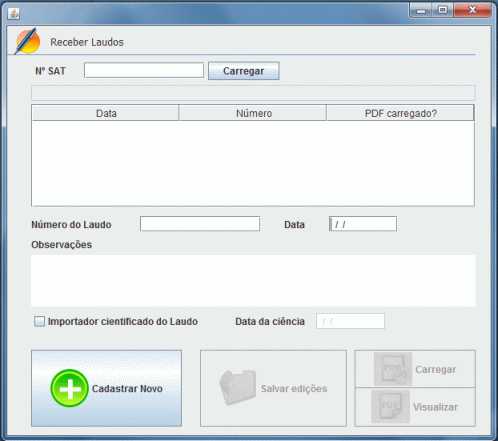 Receber Laudos
N° SAT Carregar
Data Número PDF carregado?
Número do Laudo Data / /
Observações
Importador cientificado do Laudo Data da ciência / /
Cadastrar Novo Salvar edições Carregar
Visualizar